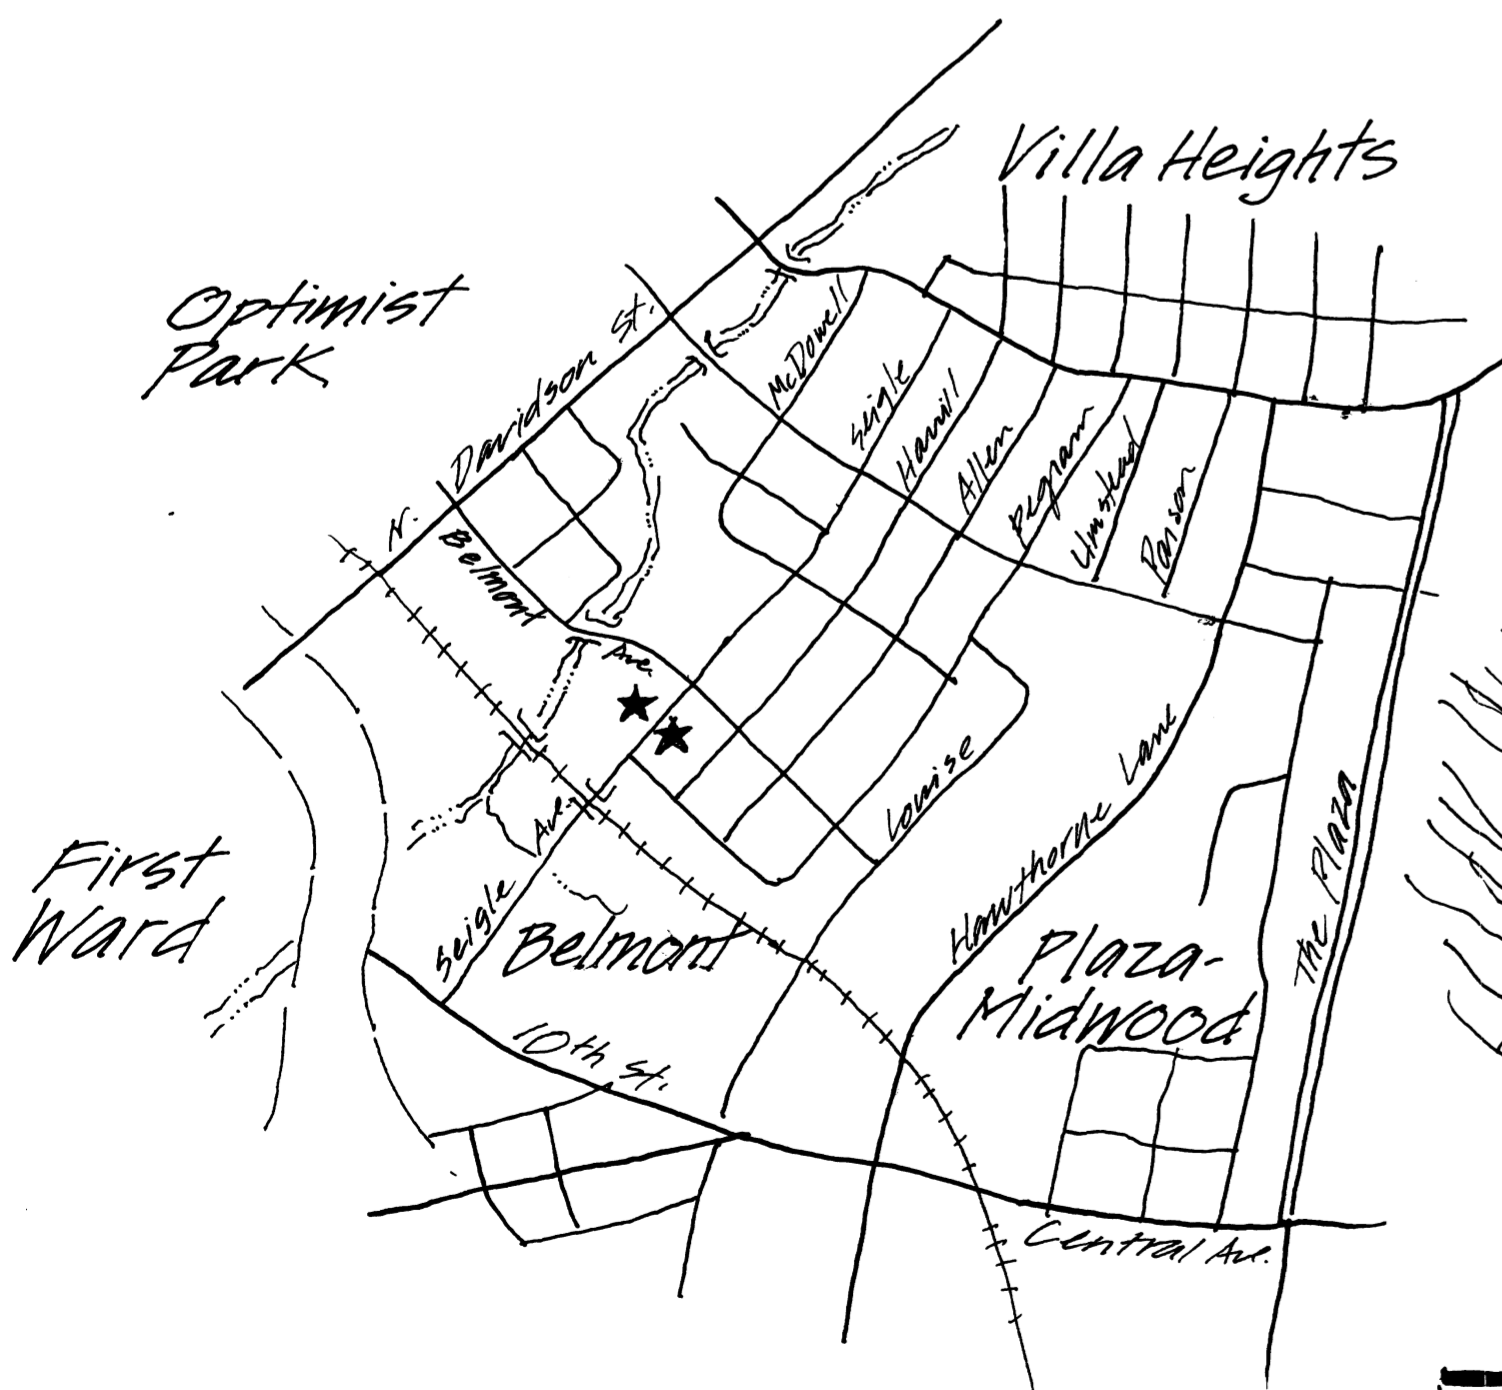 Villa Heights
Optimist
Park
N. Davidson St.
McDowell
Seigle
Harrill
Allen
Pegram
Umstead
Parson
Belmont Ave.
Louise
Hawthorne Lane
The Plaza
First
Ward
Seigle Ave.
Belmont
Plaza-
Midwood
10th St.
Central Ave.